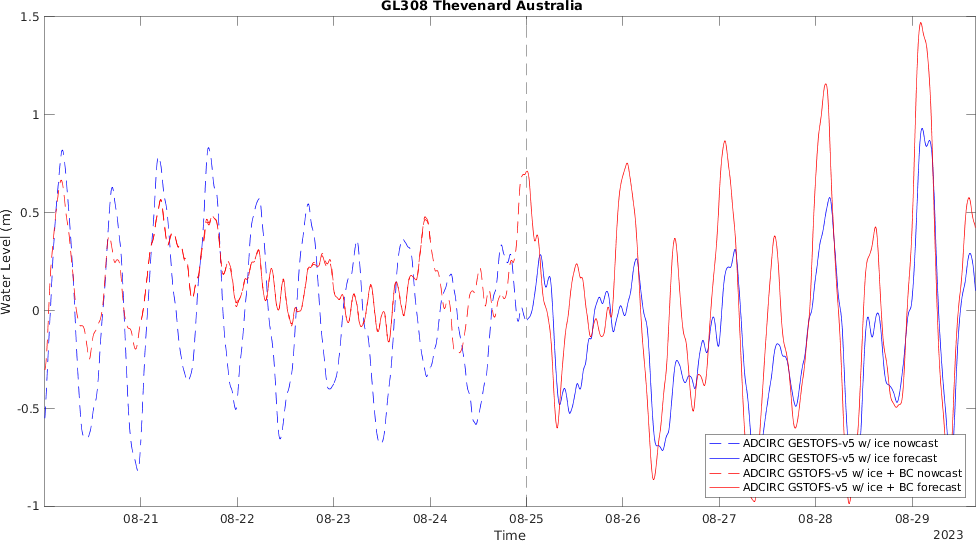 GL308 Thevenard Australia
1.5
1
0.5
0
-0.5
-1
Water Level (m)
08-21 08-22 08-23 08-24 08-25 08-26 08-27 08-28 08-29
Time
2023
ADCIRC GESTOFS-v5 w/ ice nowcast
ADCIRC GESTOFS-v5 w/ ice forecast
ADCIRC GSTOFS-v5 w/ ice + BC nowcast
ADCIRC GSTOFS-v5 w/ ice + BC forecast